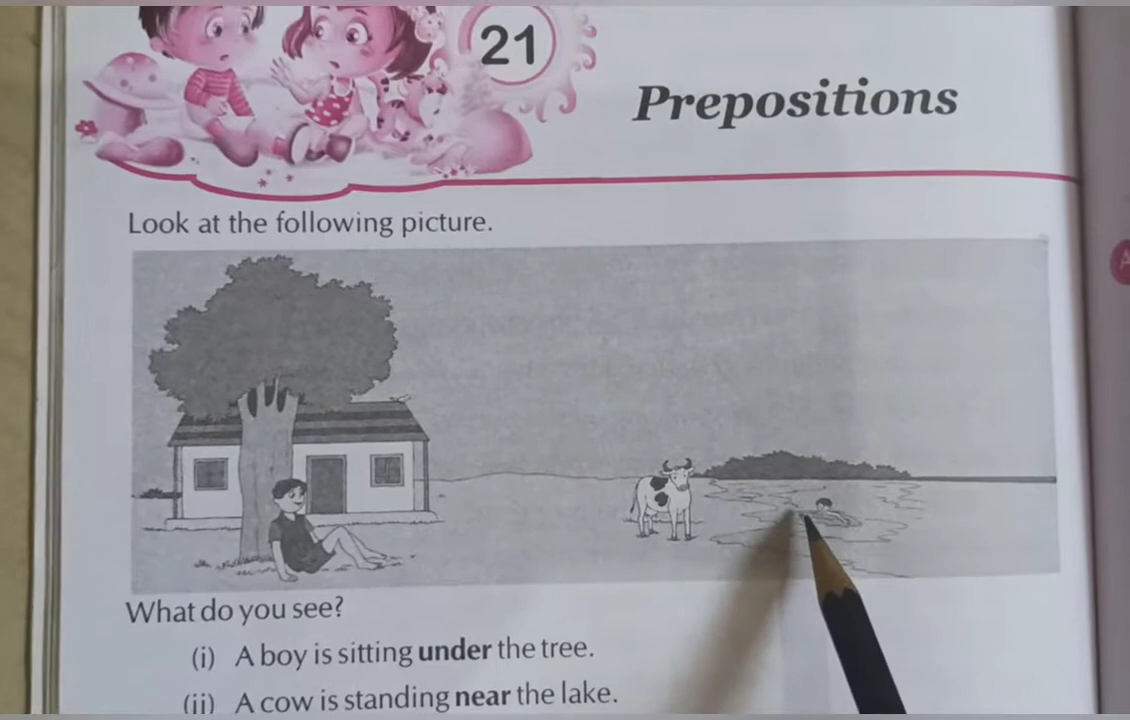 21
Prepositions
Look at the following picture.
What do you see?
(i) A boy is sitting under the tree.
(ii) A cow is standing near the lake.